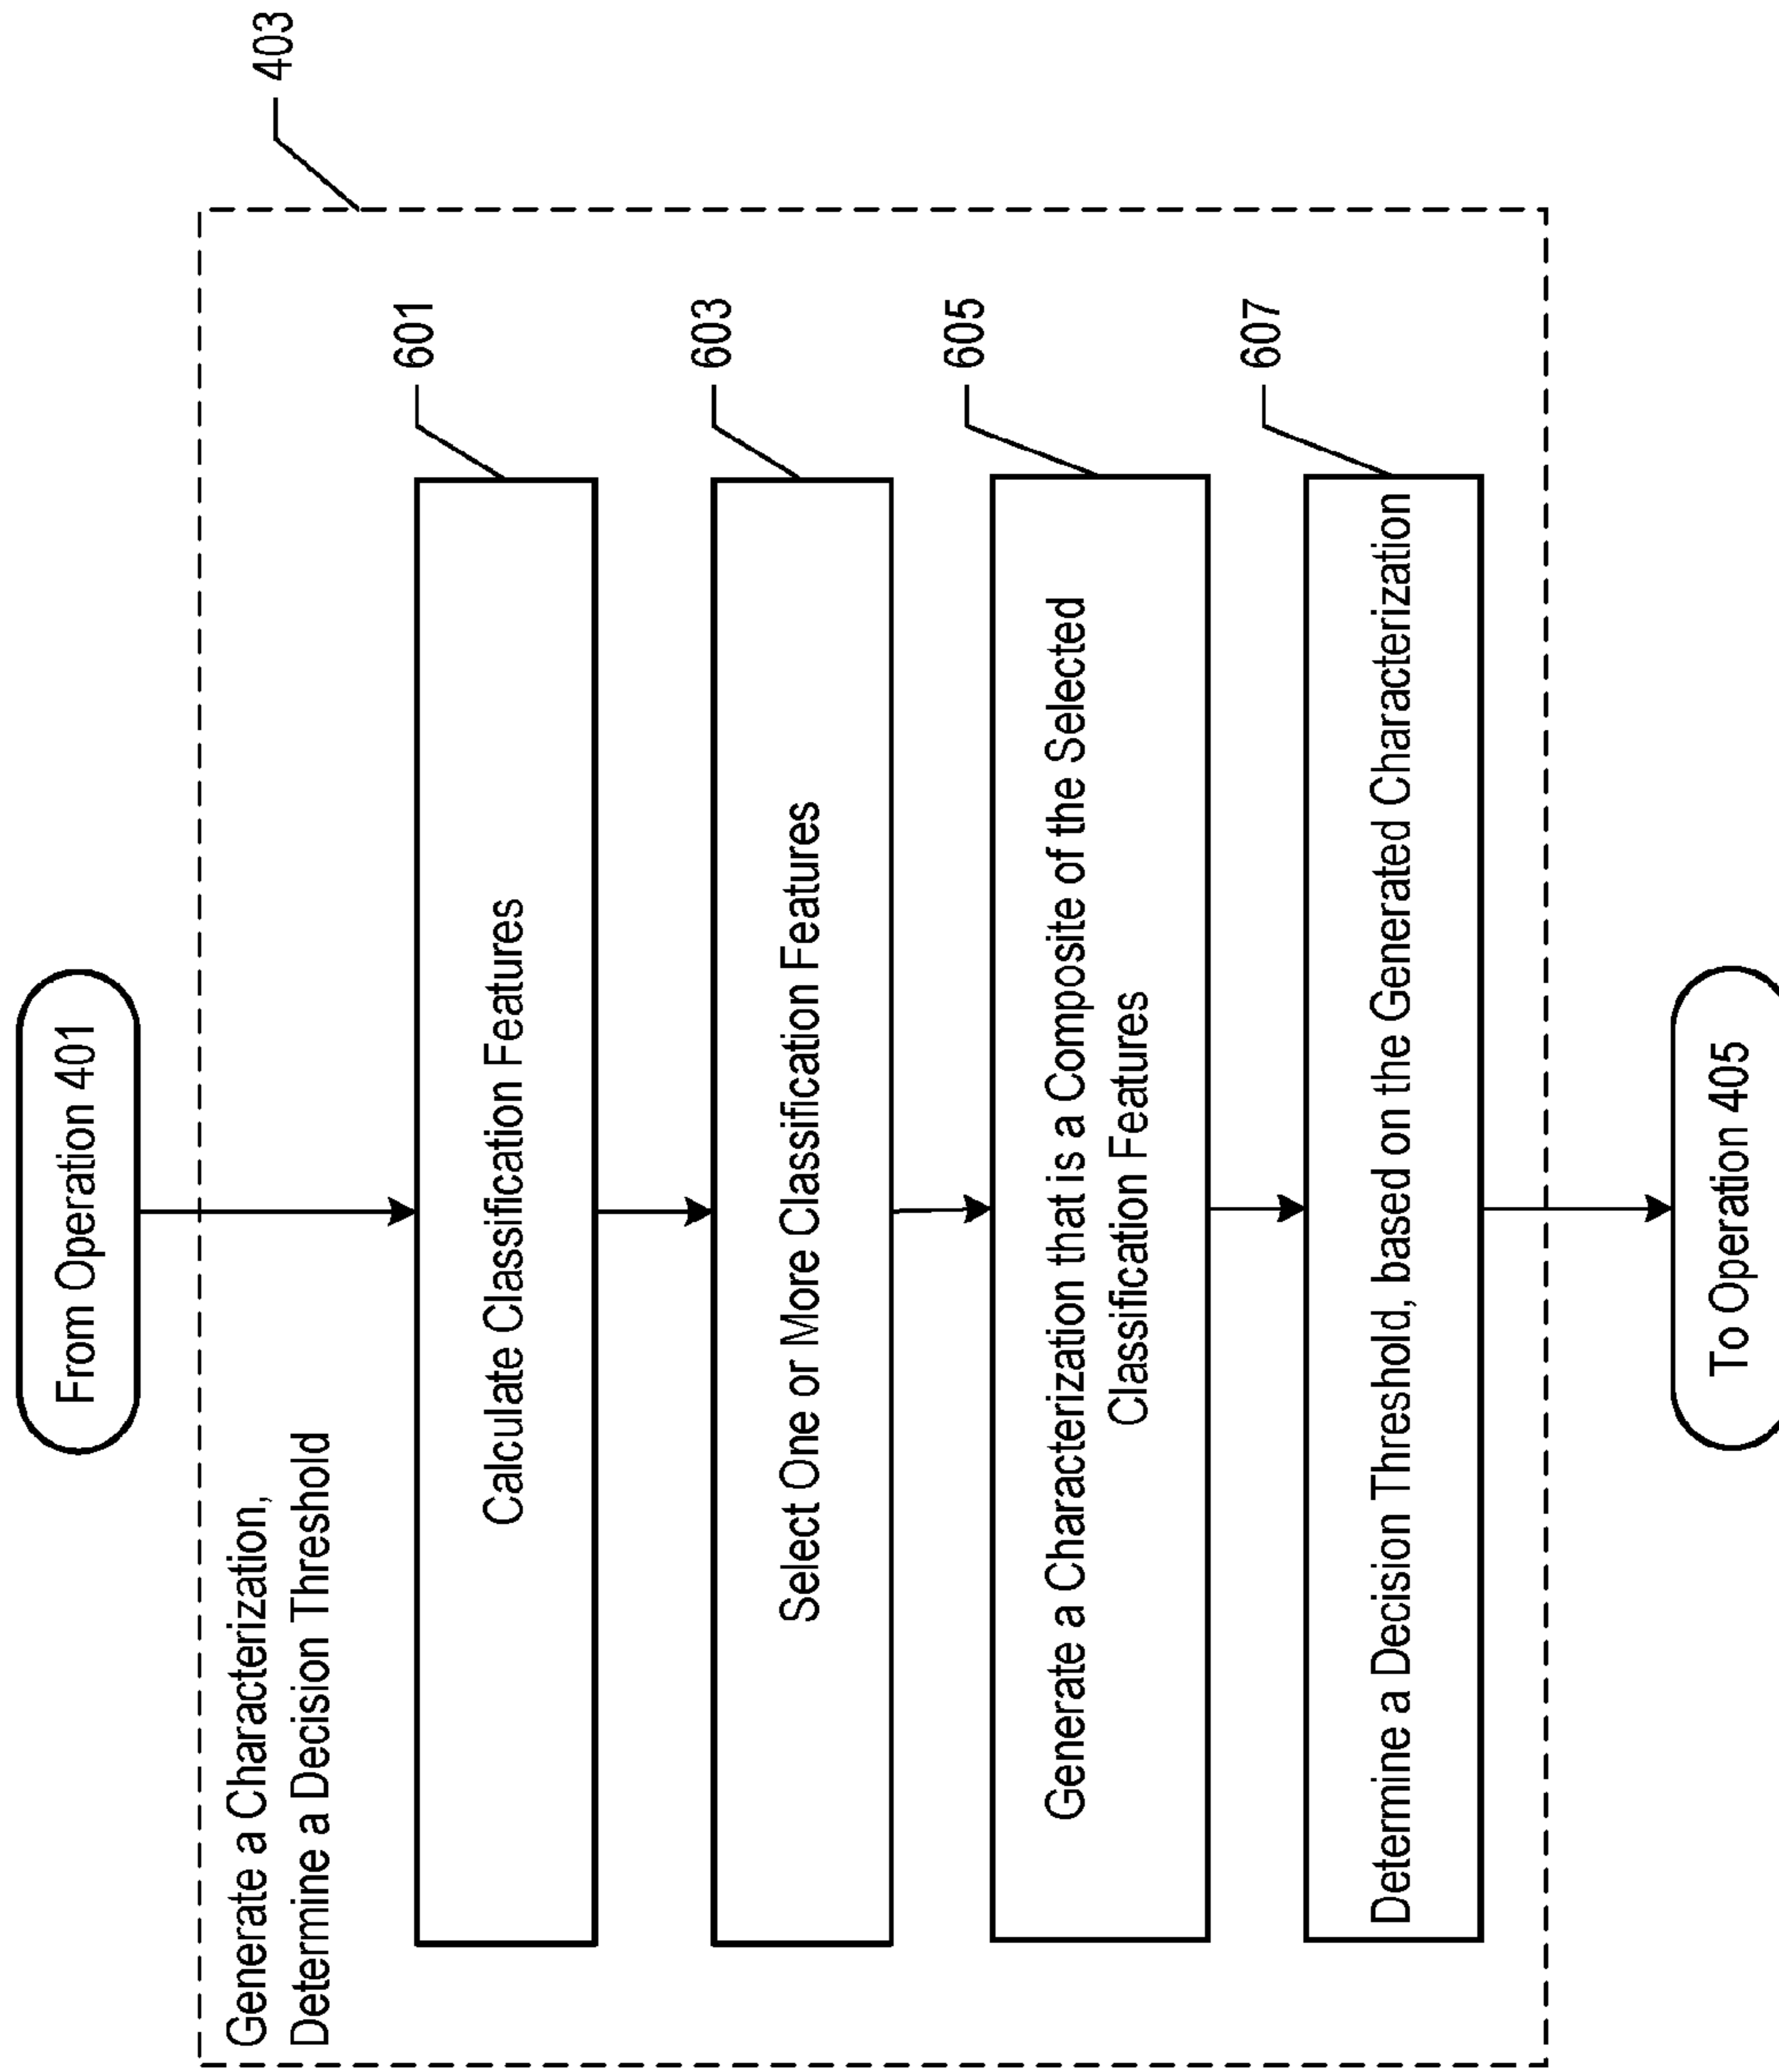 From Operation 401
403
Generate a Characterization,
Determine a Decision Threshold
601
Calculate Classification Features
603
Select One or More Classification Features
605
Generate a Characterization that is a Composite of the Selected
Classification Features
607
Determine a Decision Threshold, based on the Generated Characterization
To Operation 405